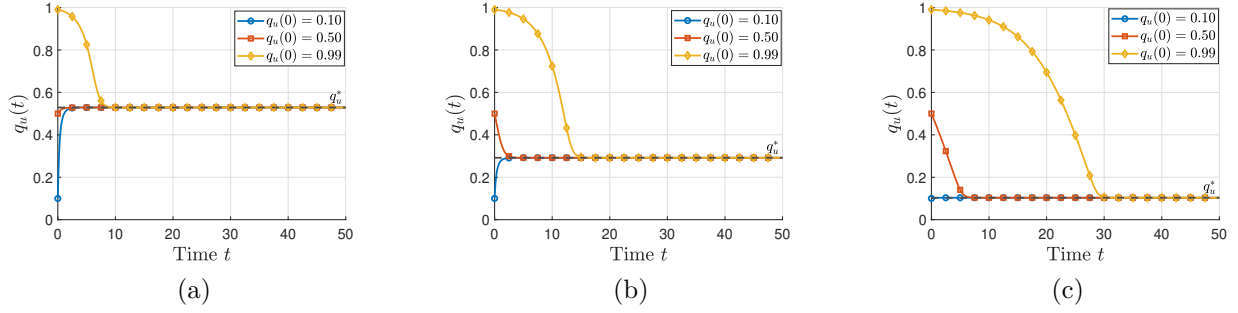 1
0.8
0.6
0.4
0.2
0
q_u(t)
0 10 20 30 40 50
Time t
q_u(0) = 0.10
q_u(0) = 0.50
q_u(0) = 0.99
q_u^*
(a)
1
0.8
0.6
0.4
0.2
0
q_u(t)
0 10 20 30 40 50
Time t
q_u(0) = 0.10
q_u(0) = 0.50
q_u(0) = 0.99
q_u^*
(b)
1
0.8
0.6
0.4
0.2
0
q_u(t)
0 10 20 30 40 50
Time t
q_u(0) = 0.10
q_u(0) = 0.50
q_u(0) = 0.99
q_u^*
(c)